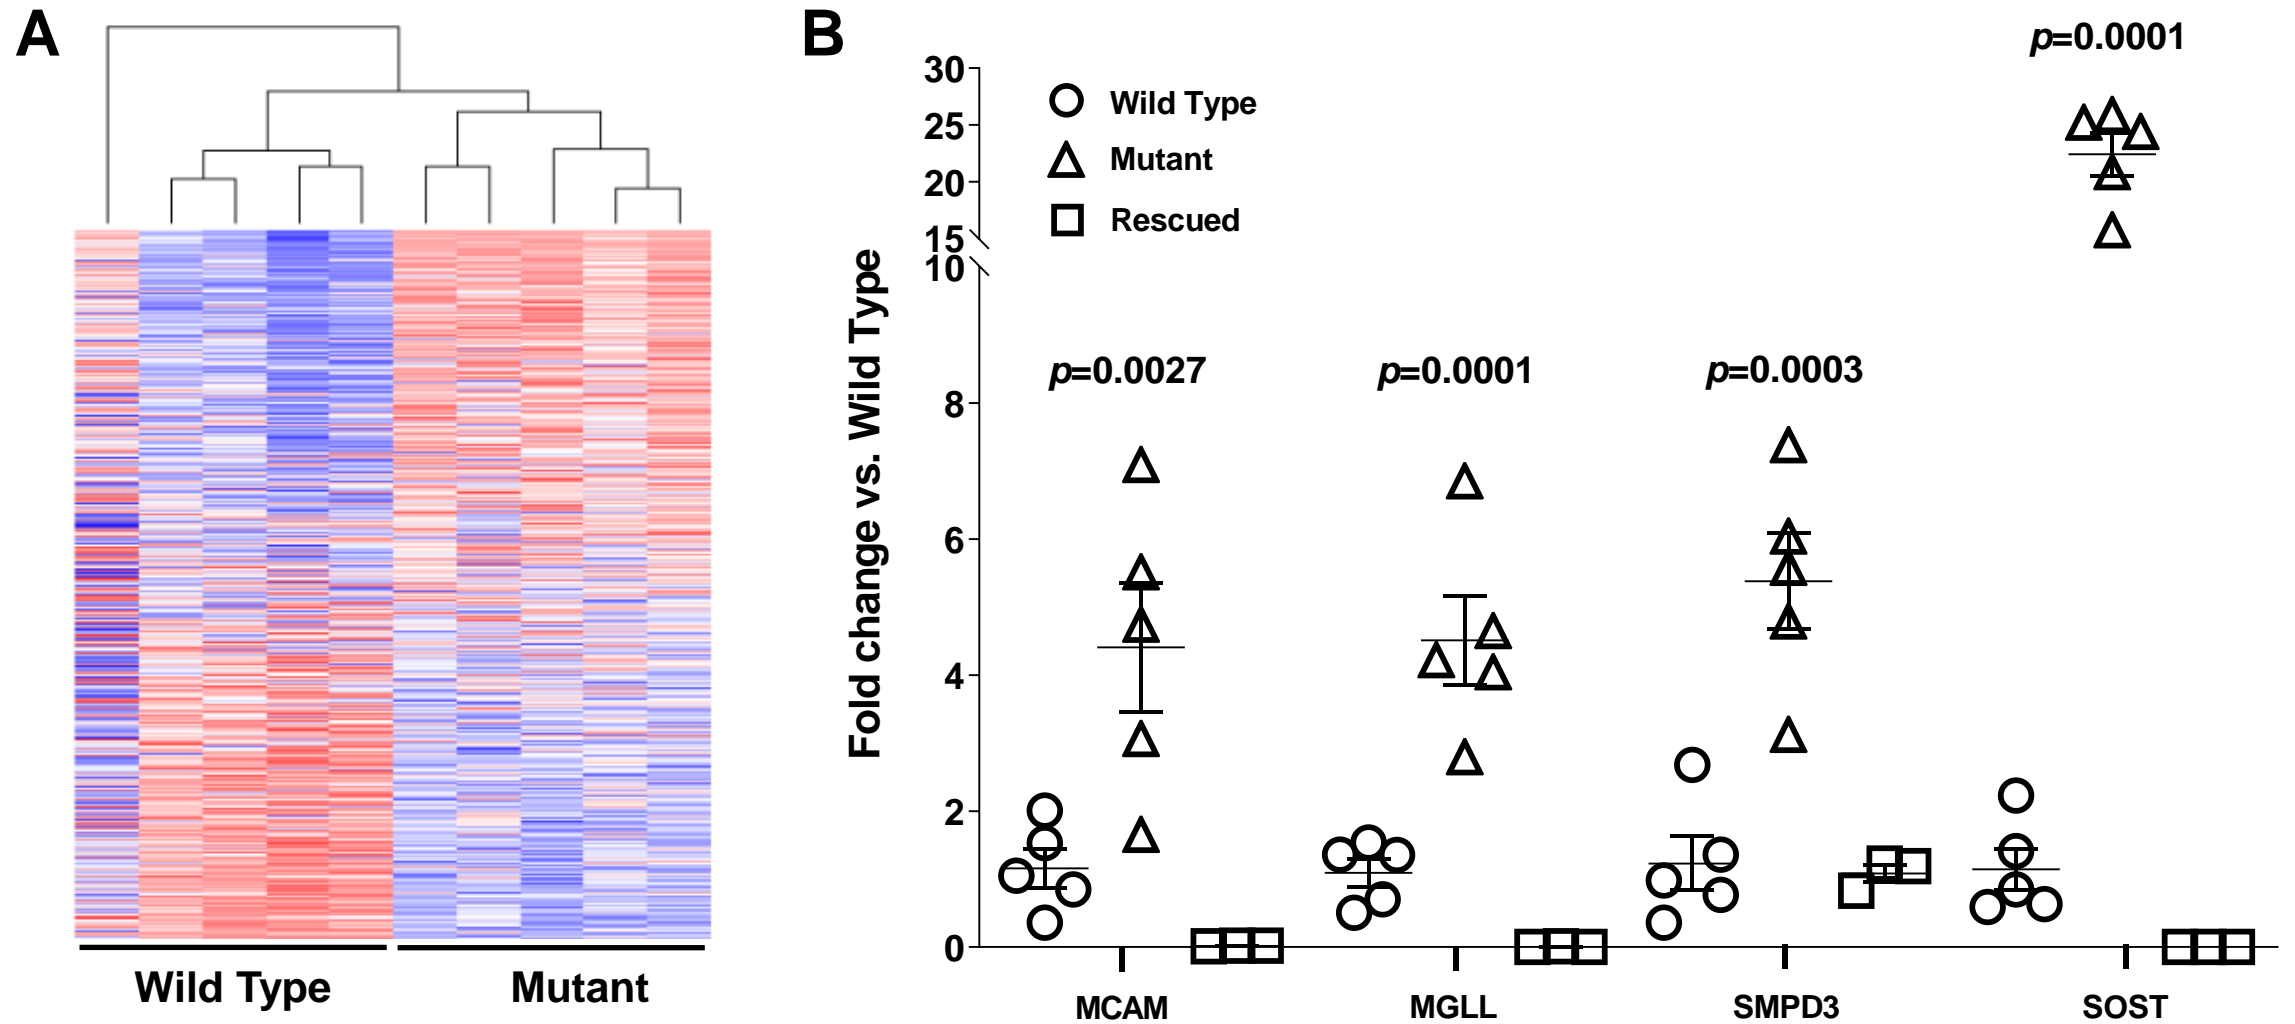 A
Wild Type
Mutant
B
Fold change vs. Wild Type
30
25
20
15
10
8
6
4
2
0
Wild Type
Mutant
Rescued
p=0.0027
p=0.0001
p=0.0003
p=0.0001
MCAM
MGLL
SMPD3
SOST